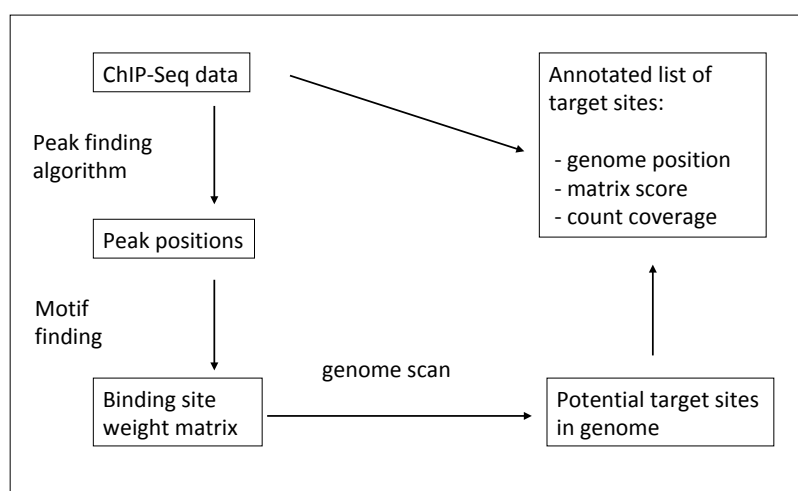 ChIP-Seq data
Peak finding
algorithm
Peak positions
Motif
finding
Binding site
weight matrix
genome scan
Potential target sites
in genome
Annotated list of
target sites:
- genome position
- matrix score
- count coverage